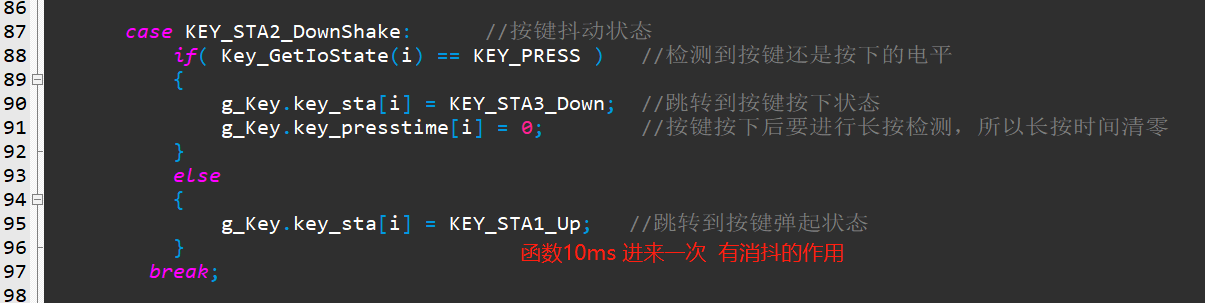 86
87 case KEY_STA2_DownShake: //按键抖动状态
88 if( Key_GetIoState(i) == KEY_PRESS ) //检测到按键还是按下的电平
89 {
90 g_Key.key_sta[i] = KEY_STA3_Down; //跳转到按键按下状态
91 g_Key.key_presstime[i] = 0; //按键按下后要进行长按检测，所以长按时间清零
92 }
93 else
94 {
95 g_Key.key_sta[i] = KEY_STA1_Up; //跳转到按键弹起状态
96 }
函数10ms 进来一次 有消抖的作用
97 break;
98